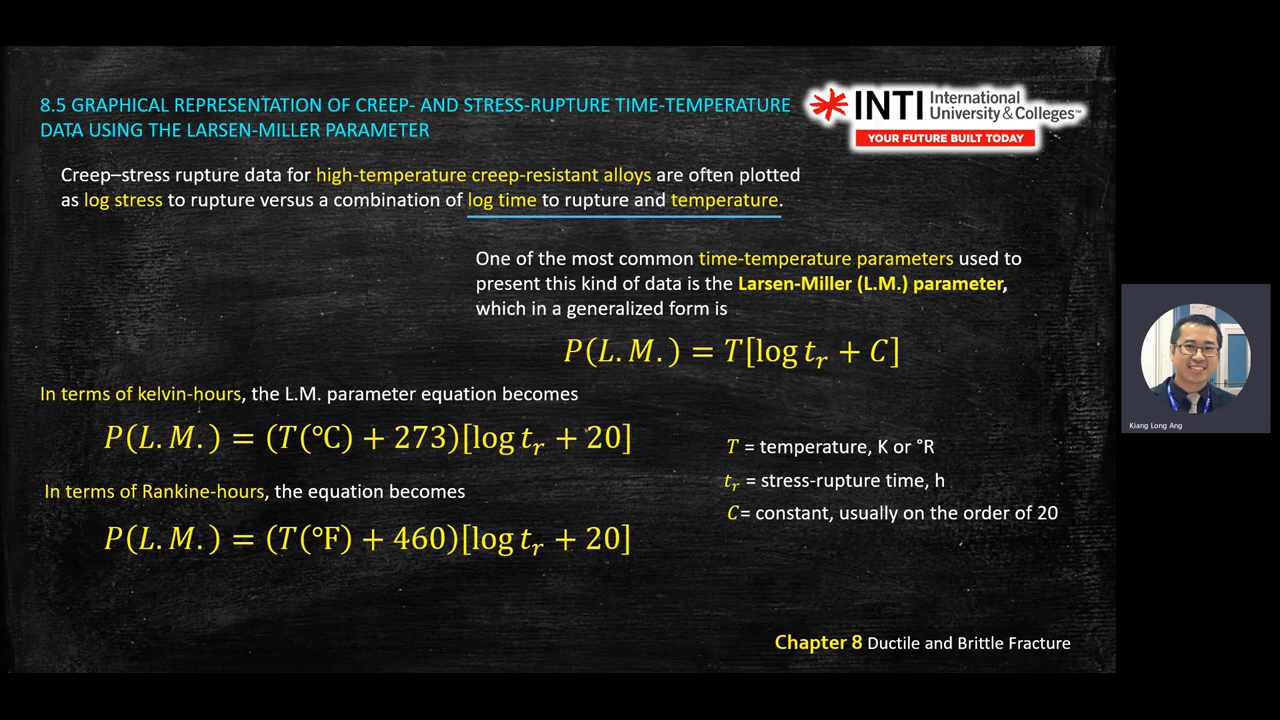 8.5 GRAPHICAL REPRESENTATION OF CREEP- AND STRESS-RUPTURE TIME-TEMPERATURE
DATA USING THE LARSEN-MILLER PARAMETER
INTI International
University & Colleges™
YOUR FUTURE BUILT TODAY
Creep–stress rupture data for high-temperature creep-resistant alloys are often plotted
as log stress to rupture versus a combination of log time to rupture and temperature.
One of the most common time-temperature parameters used to
present this kind of data is the Larsen-Miller (L.M.) parameter,
which in a generalized form is
P(L.M.) = T[log tᵣ + C]
In terms of kelvin-hours, the L.M. parameter equation becomes
P(L.M.) = (T(℃) + 273)[log tᵣ + 20]
In terms of Rankine-hours, the equation becomes
P(L.M.) = (T(℉) + 460)[log tᵣ + 20]
T = temperature, K or °R
tᵣ = stress-rupture time, h
C= constant, usually on the order of 20
Kiang Long Ang
Chapter 8 Ductile and Brittle Fracture